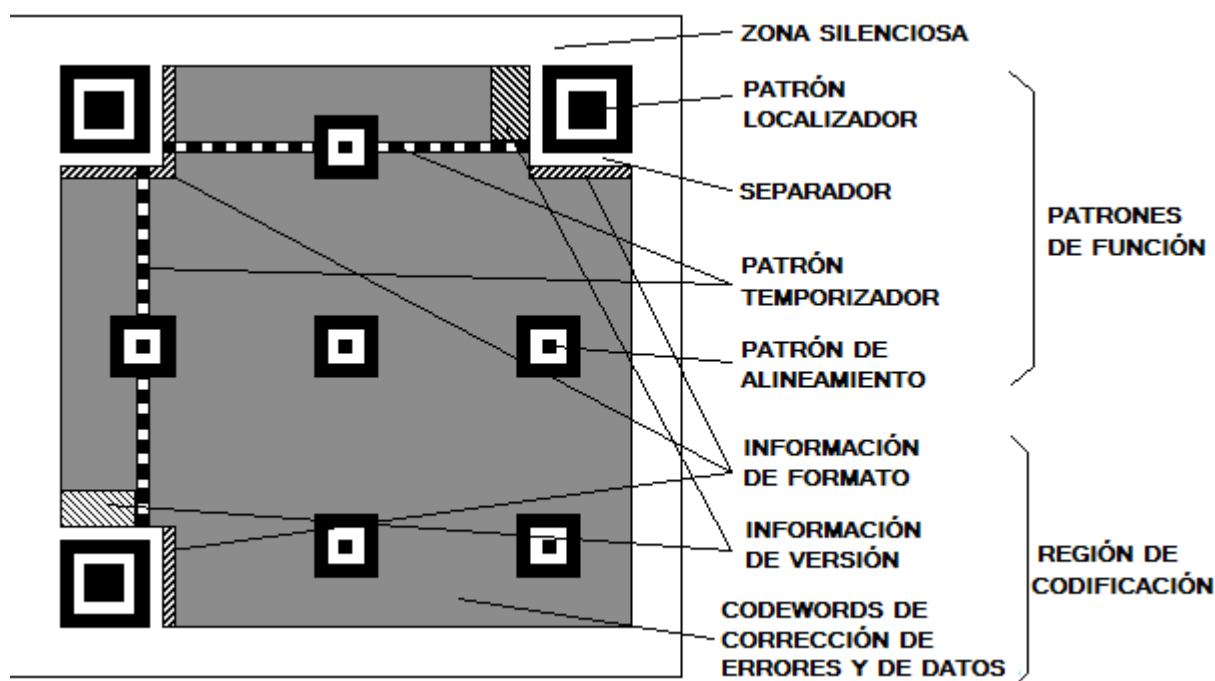 ZONA SILENCIOSA
PATRÓN
LOCALIZADOR
SEPARADOR
PATRONES
DE FUNCIÓN
PATRÓN
TEMPORIZADOR
PATRÓN DE
ALINEAMIENTO
INFORMACIÓN
DE FORMATO
INFORMACIÓN
DE VERSIÓN
REGIÓN DE
CODIFICACIÓN
CODEWORDS DE
CORRECCIÓN DE
ERRORES Y DE DATOS